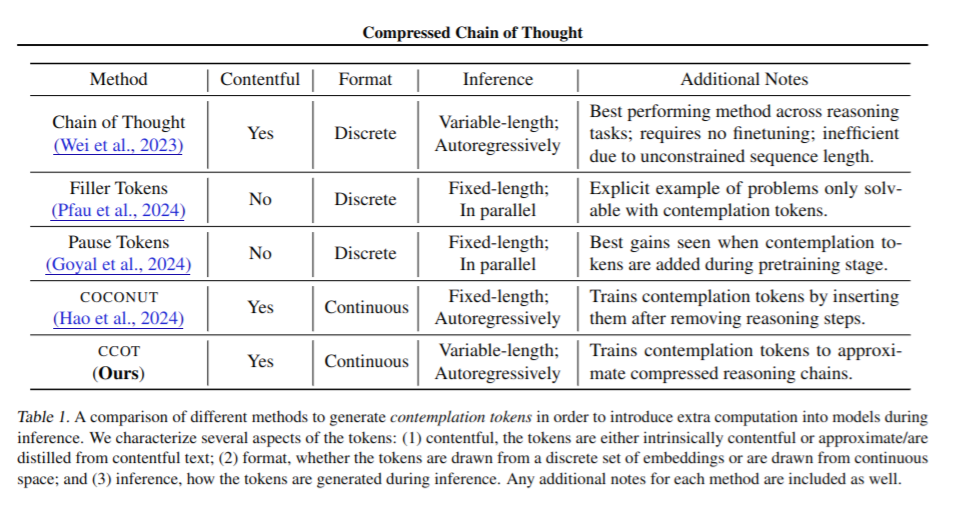 Compressed Chain of Thought
Method Contentful Format Inference Additional Notes
Chain of Thought
(Wei et al., 2023)
Yes
Discrete
Variable-length;
Autoregressively
Best performing method across reasoning
tasks; requires no finetuning; inefficient
due to unconstrained sequence length.
Filler Tokens
(Pfau et al., 2024)
No
Discrete
Fixed-length;
In parallel
Explicit example of problems only solv-
able with contemplation tokens.
Pause Tokens
(Goyal et al., 2024)
No
Discrete
Fixed-length;
In parallel
Best gains seen when contemplation to-
kens are added during pretraining stage.
COCONUT
(Hao et al., 2024)
Yes
Continuous
Fixed-length;
Autoregressively
Trains contemplation tokens by inserting
them after removing reasoning steps.
CCOT
(Ours)
Yes
Continuous
Variable-length;
Autoregressively
Trains contemplation tokens to approxi-
mate compressed reasoning chains.
Table 1. A comparison of different methods to generate contemplation tokens in order to introduce extra computation into models during
inference. We characterize several aspects of the tokens: (1) contentful, the tokens are either intrinsically contentful or approximate/are
distilled from contentful text; (2) format, whether the tokens are drawn from a discrete set of embeddings or are drawn from continuous
space; and (3) inference, how the tokens are generated during inference. Any additional notes for each method are included as well.